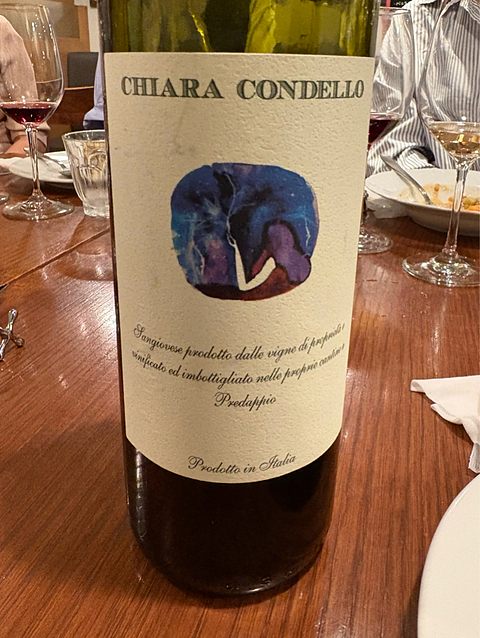 CHIARA CONDELLO
Sangiovese prodotto dalle vigne di proprietà e
vinificato ed imbottigliato nelle proprie cantine a
Predappio
Prodotto in Italia